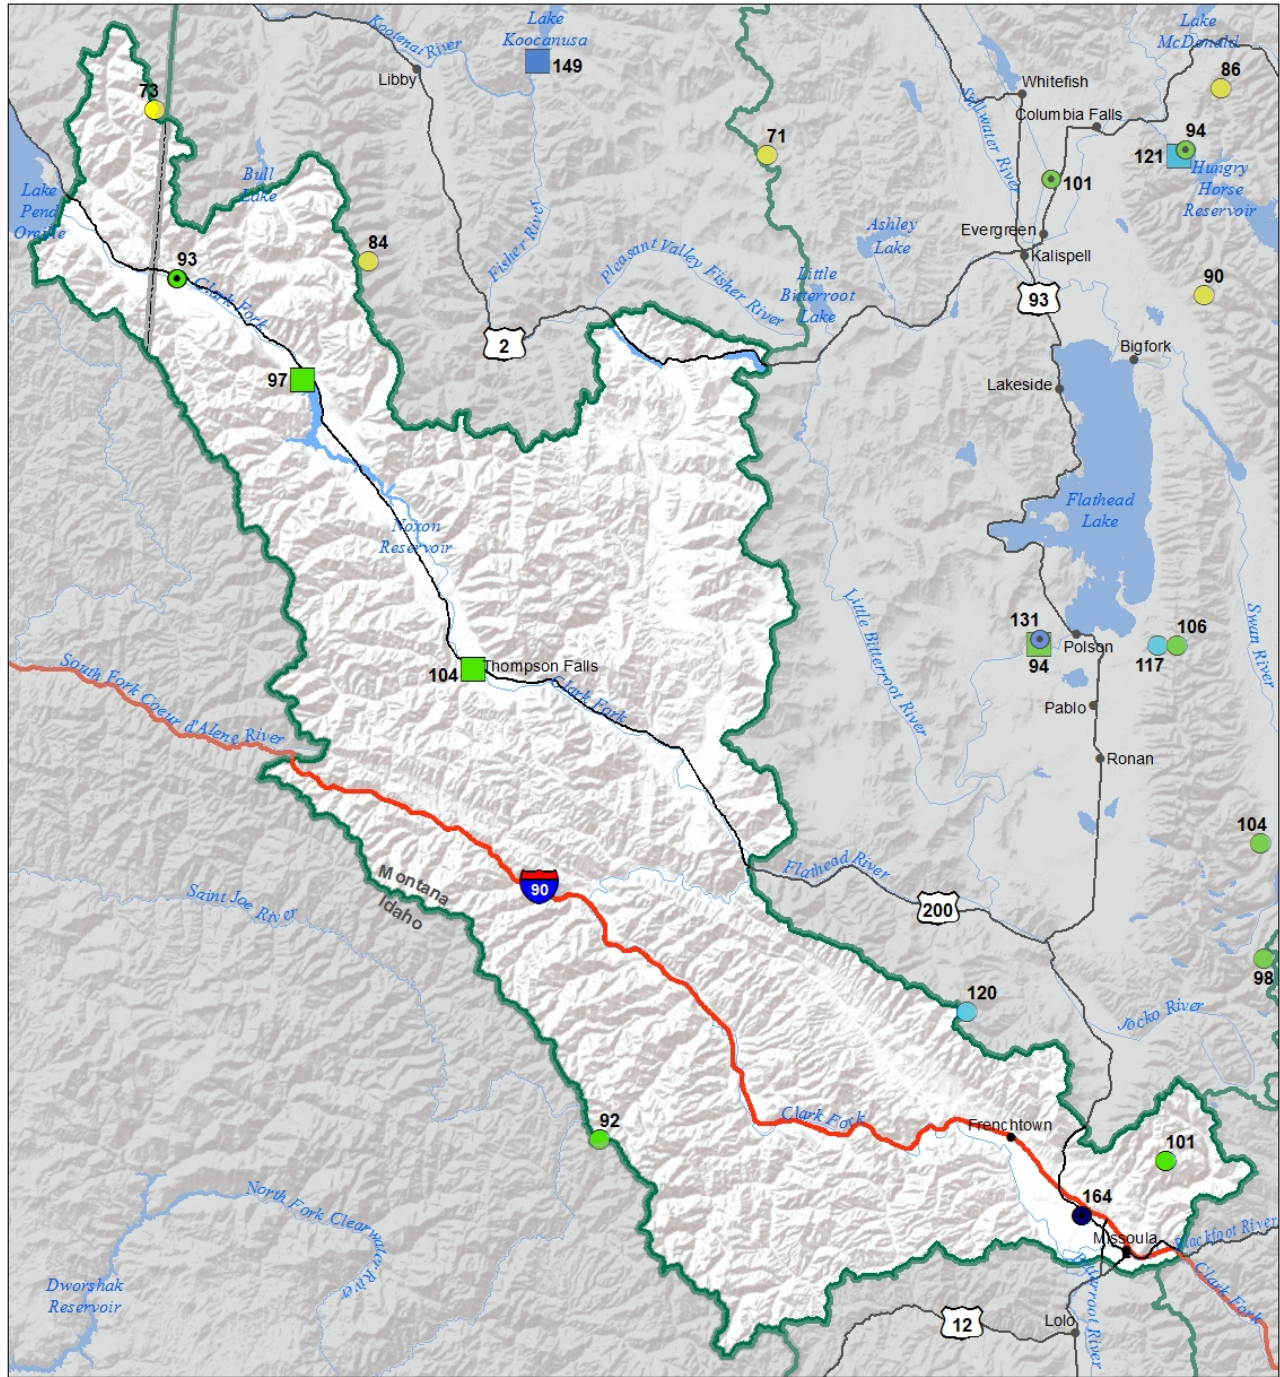 Lake
Koocanusa
149
Kootenai River
Libby
Lake
McDonald
86
Whitefish
Columbia Falls
Stillwater River
73
71
94
121
Hungry
Horse
Reservoir
101
Bull
Lake
Lake
Pend
Oreille
Ashley
Lake
Evergreen
Kalispell
84
93
Clark Fork
Fisher River
Pleasant Valley Fisher River
Little
Bitterroot
Lake
90
93
2
Bigfork
Lakeside
97
Flathead
Lake
Noxon
Reservoir
Little Bitterroot River
Swan River
131
94
Polson
106
117
Thompson Falls
104
Clark Fork
South Fork Coeur d'Alene River
Pablo
Ronan
104
Flathead River
Montana
Idaho
90
Saint Joe River
200
98
120
Jocko River
Clark Fork
Frenchtown
92
101
164
Missoula
Blackfoot River
North Fork Clearwater River
Dworshak
Reservoir
Bitterroot River
Clark Fork
12
Lolo